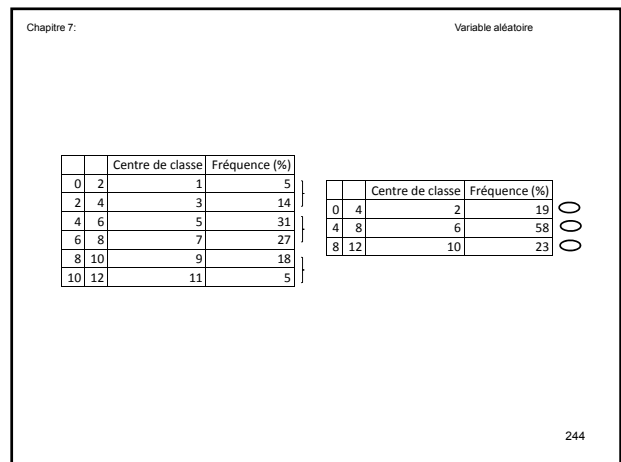 Chapitre 7: Variable aléatoire
Centre de classe Fréquence (%)
0 2 1 5
2 4 3 14
4 6 5 31
6 8 7 27
8 10 9 18
10 12 11 5
Centre de classe Fréquence (%)
0 4 2 19
4 8 6 58
8 12 10 23
244